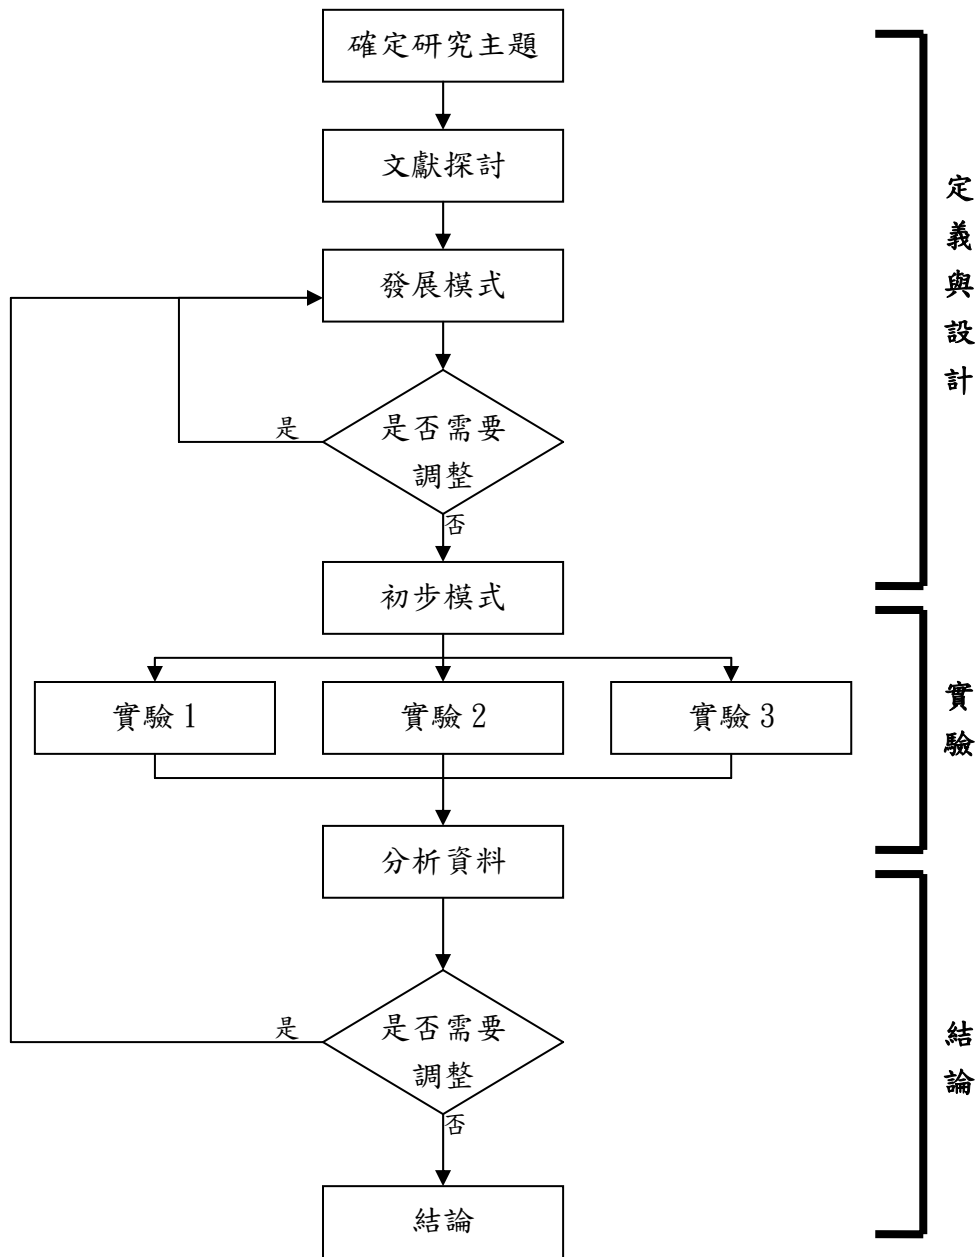 確定研究主題
文獻探討
發展模式
是否需要
調整
是
否
初步模式
實驗 1
實驗 2
實驗 3
分析資料
是否需要
調整
是
否
結論
定義與設計
實驗
結論